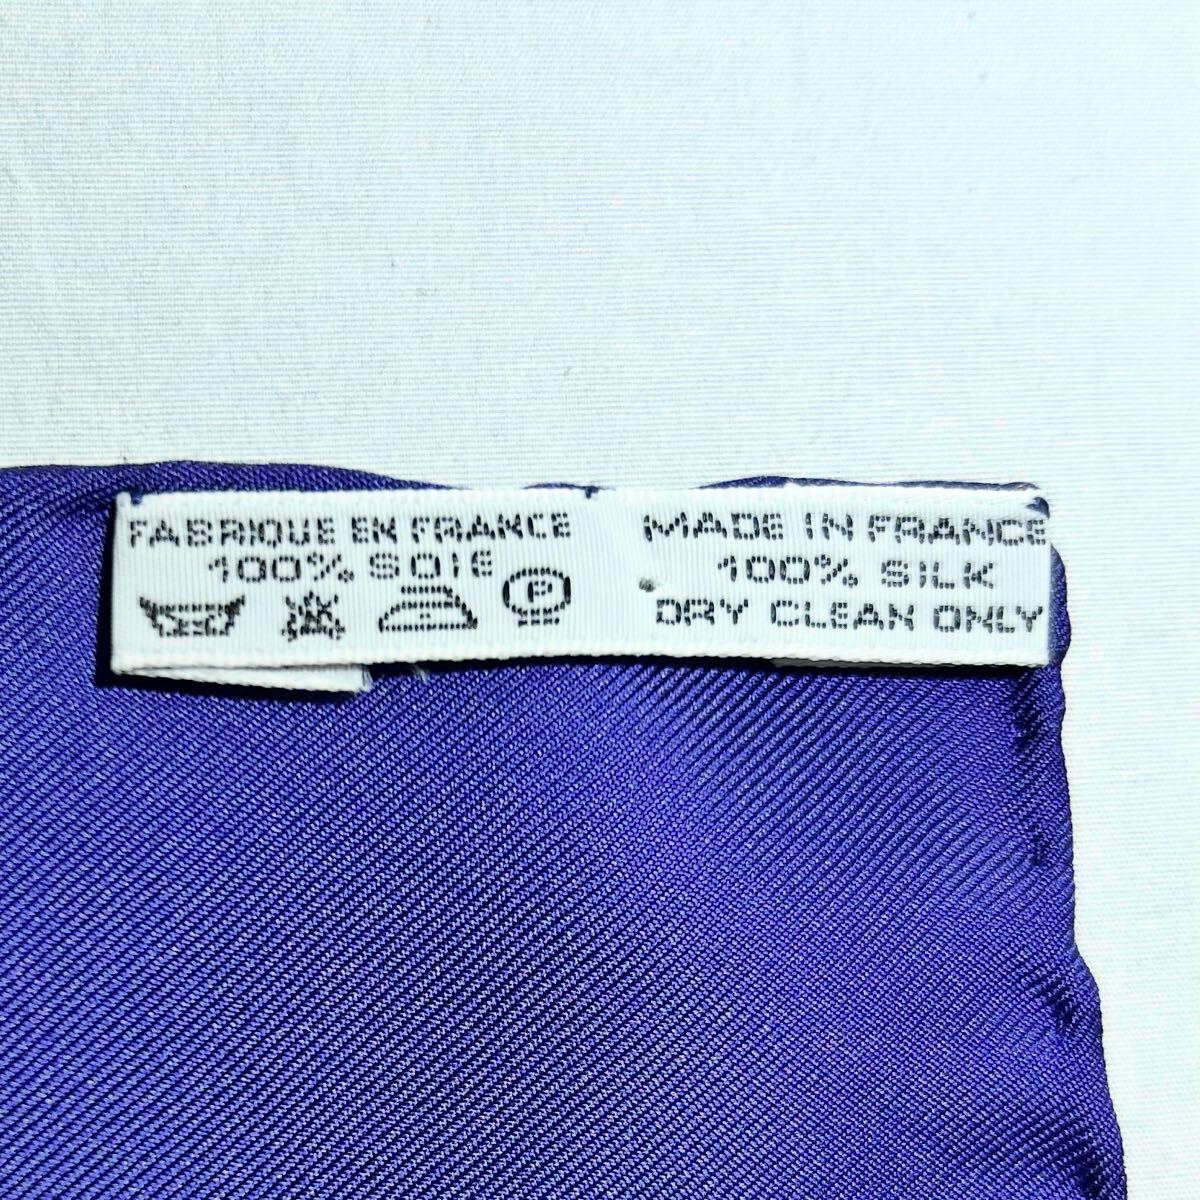 FABRIQUE EN FRANCE
100% SOIE
P
MADE IN FRANCE
100% SILK
DRY CLEAN ONLY